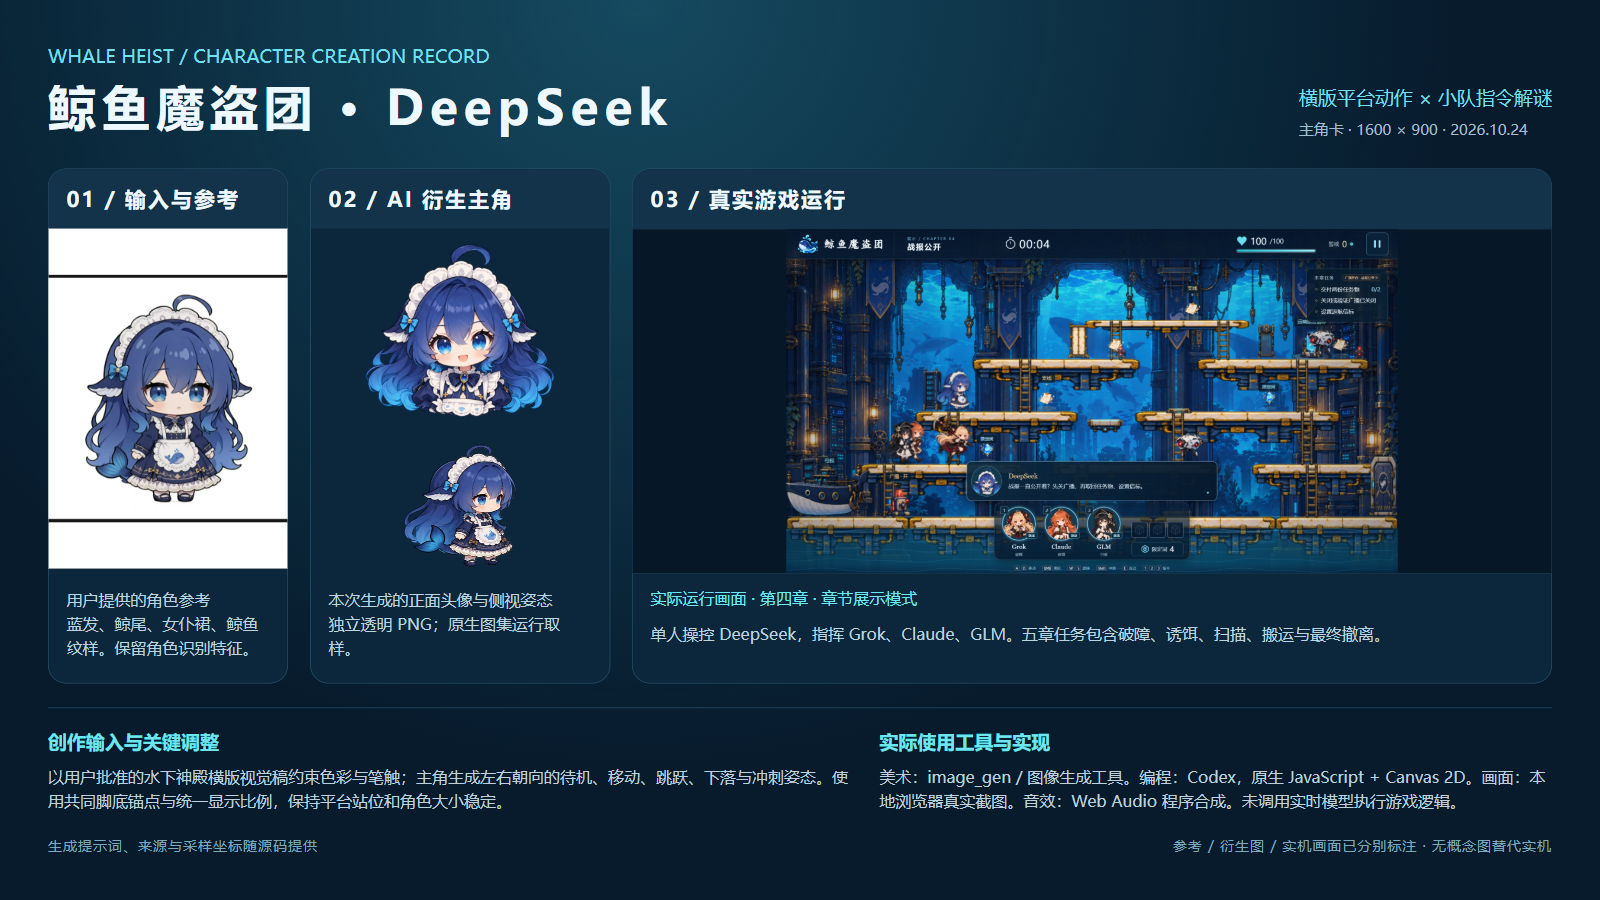 WHALE HEIST / CHARACTER CREATION RECORD
鲸鱼魔盗团 · DeepSeek
横版平台动作 × 小队指令解谜
主角卡 · 1600 × 900 · 2026.10.24
01 / 输入与参考
用户提供的角色参考
蓝发、鲸尾、女仆裙、鲸鱼
纹样。保留角色识别特征。
02 / AI 衍生主角
本次生成的正面头像与侧视姿态
独立透明 PNG；原生图集运行取
样。
03 / 真实游戏运行
鲸鱼魔盗团
战报公开
00:04
100 /100
0/2
DeepSeek
Grok
Claude
GLM
4
实际运行画面 · 第四章 · 章节展示模式
单人操控 DeepSeek，指挥 Grok、Claude、GLM。五章任务包含破障、诱饵、扫描、搬运与最终撤离。
创作输入与关键调整
以用户批准的水下神殿横版视觉稿约束色彩与笔触；主角生成左右朝向的待机、移动、跳跃、下落与冲刺姿态。使
用共同脚底锚点与统一显示比例，保持平台站位和角色大小稳定。
实际使用工具与实现
美术：image_gen / 图像生成工具。编程：Codex，原生 JavaScript + Canvas 2D。画面：本
地浏览器真实截图。音效：Web Audio 程序合成。未调用实时模型执行游戏逻辑。
生成提示词、来源与采样坐标随源码提供
参考 / 衍生图 / 实机画面已分别标注 · 无概念图替代实机